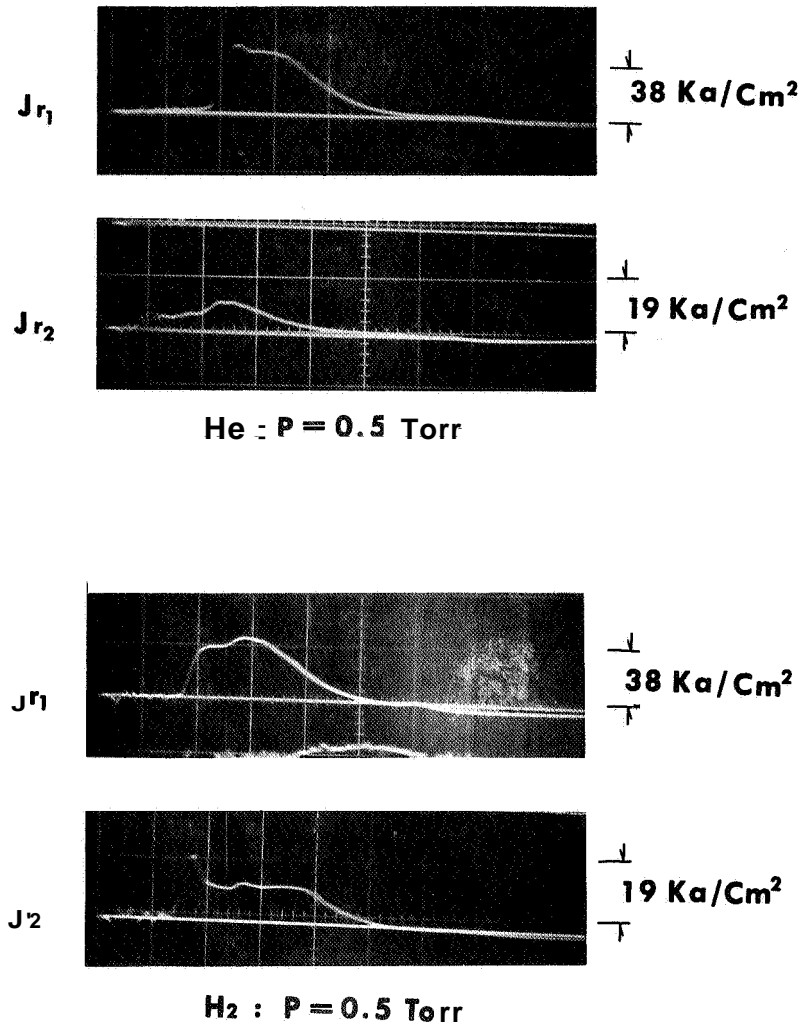 Jr1
38 Ka/Cm²
Jr2
19 Ka/Cm²
He : P = 0.5 Torr
Jr1
38 Ka/Cm²
J'2
19 Ka/Cm²
H2 : P = 0.5 Torr